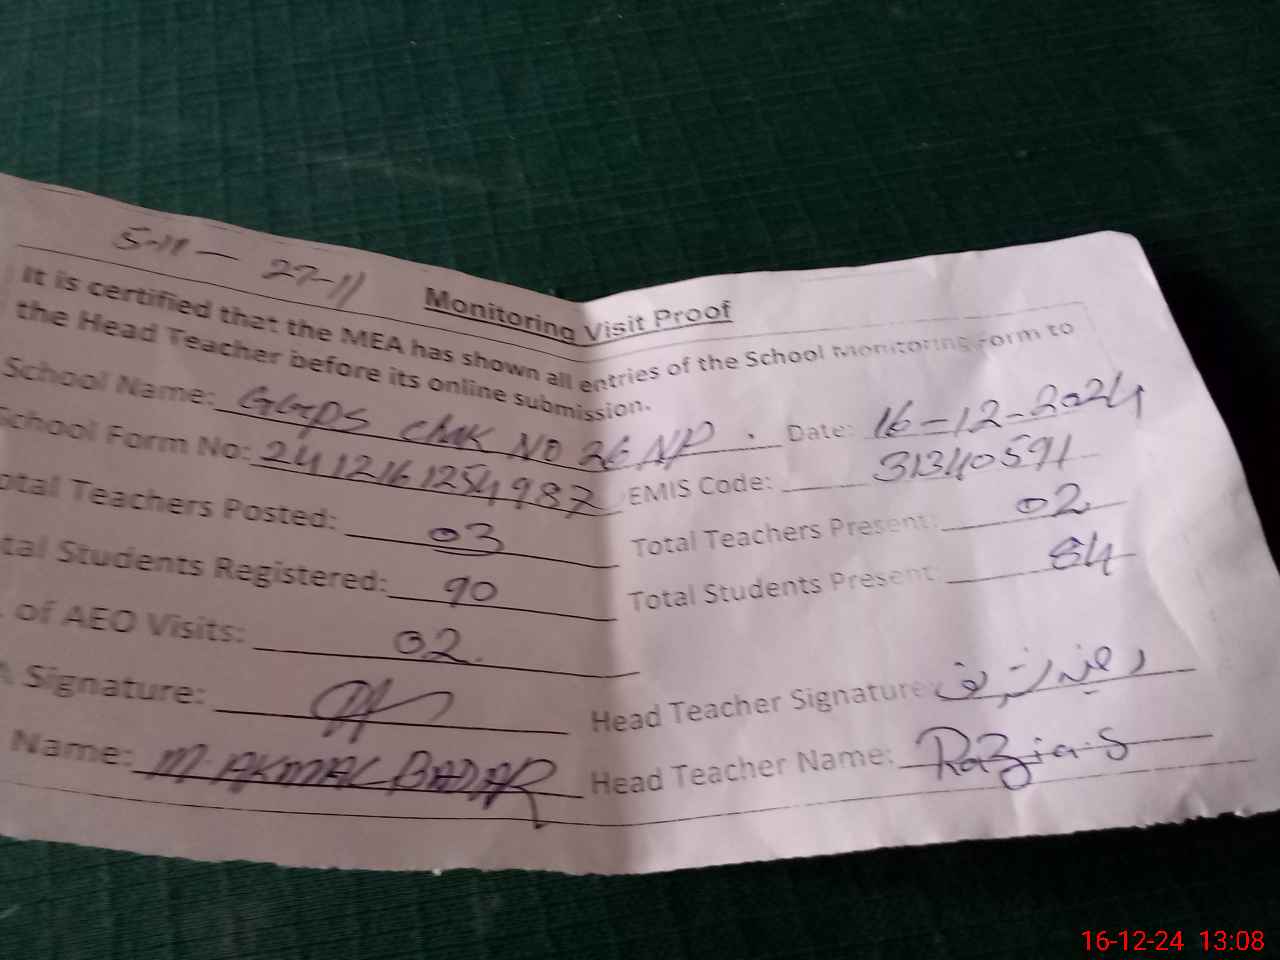 5-11 — 27-11
Monitoring Visit Proof
It is certified that the MEA has shown all entries of the School Monitoring Form to
the Head Teacher before its online submission.
School Name: GGPS Chak NO 26 NP. Date: 16-12-2024
School Form No: 2412161254987 EMIS Code: 31340591
otal Teachers Posted: 03 Total Teachers Present: 02
tal Students Registered: 90 Total Students Present: 84
. of AEO Visits: 02
A Signature: Head Teacher Signature: رضیہ شریف
Name: M. AKMAL BADAR Head Teacher Name: Razia.S
16-12-24 13:08